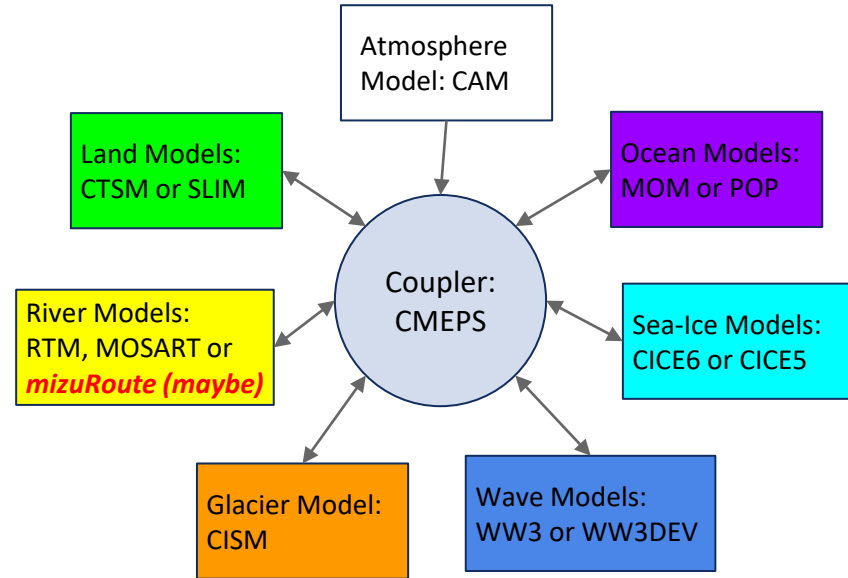 Atmosphere
Model: CAM
Land Models:
CTSM or SLIM
Ocean Models:
MOM or POP
Coupler:
CMEPS
River Models:
RTM, MOSART or
mizuRoute (maybe)
Sea-Ice Models:
CICE6 or CICE5
Glacier Model:
CISM
Wave Models:
WW3 or WW3DEV